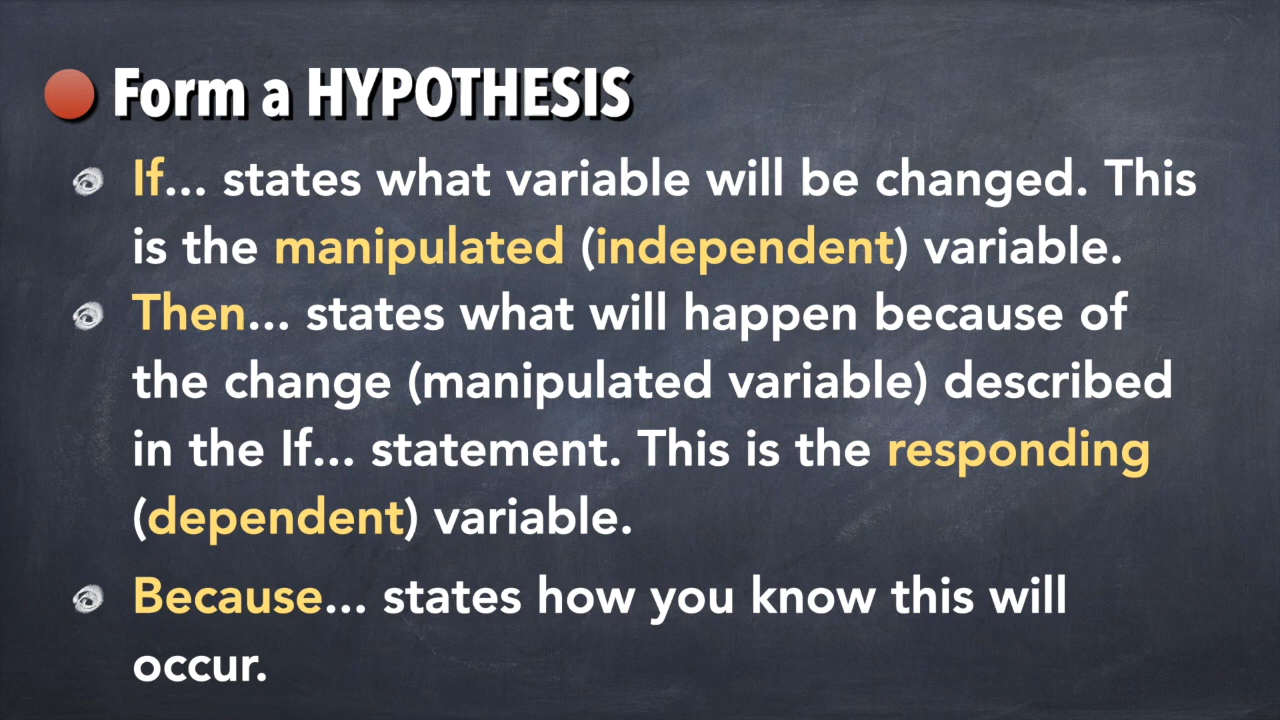 Form a HYPOTHESIS
If... states what variable will be changed. This
is the manipulated (independent) variable.
Then... states what will happen because of
the change (manipulated variable) described
in the If... statement. This is the responding
(dependent) variable.
Because... states how you know this will
occur.